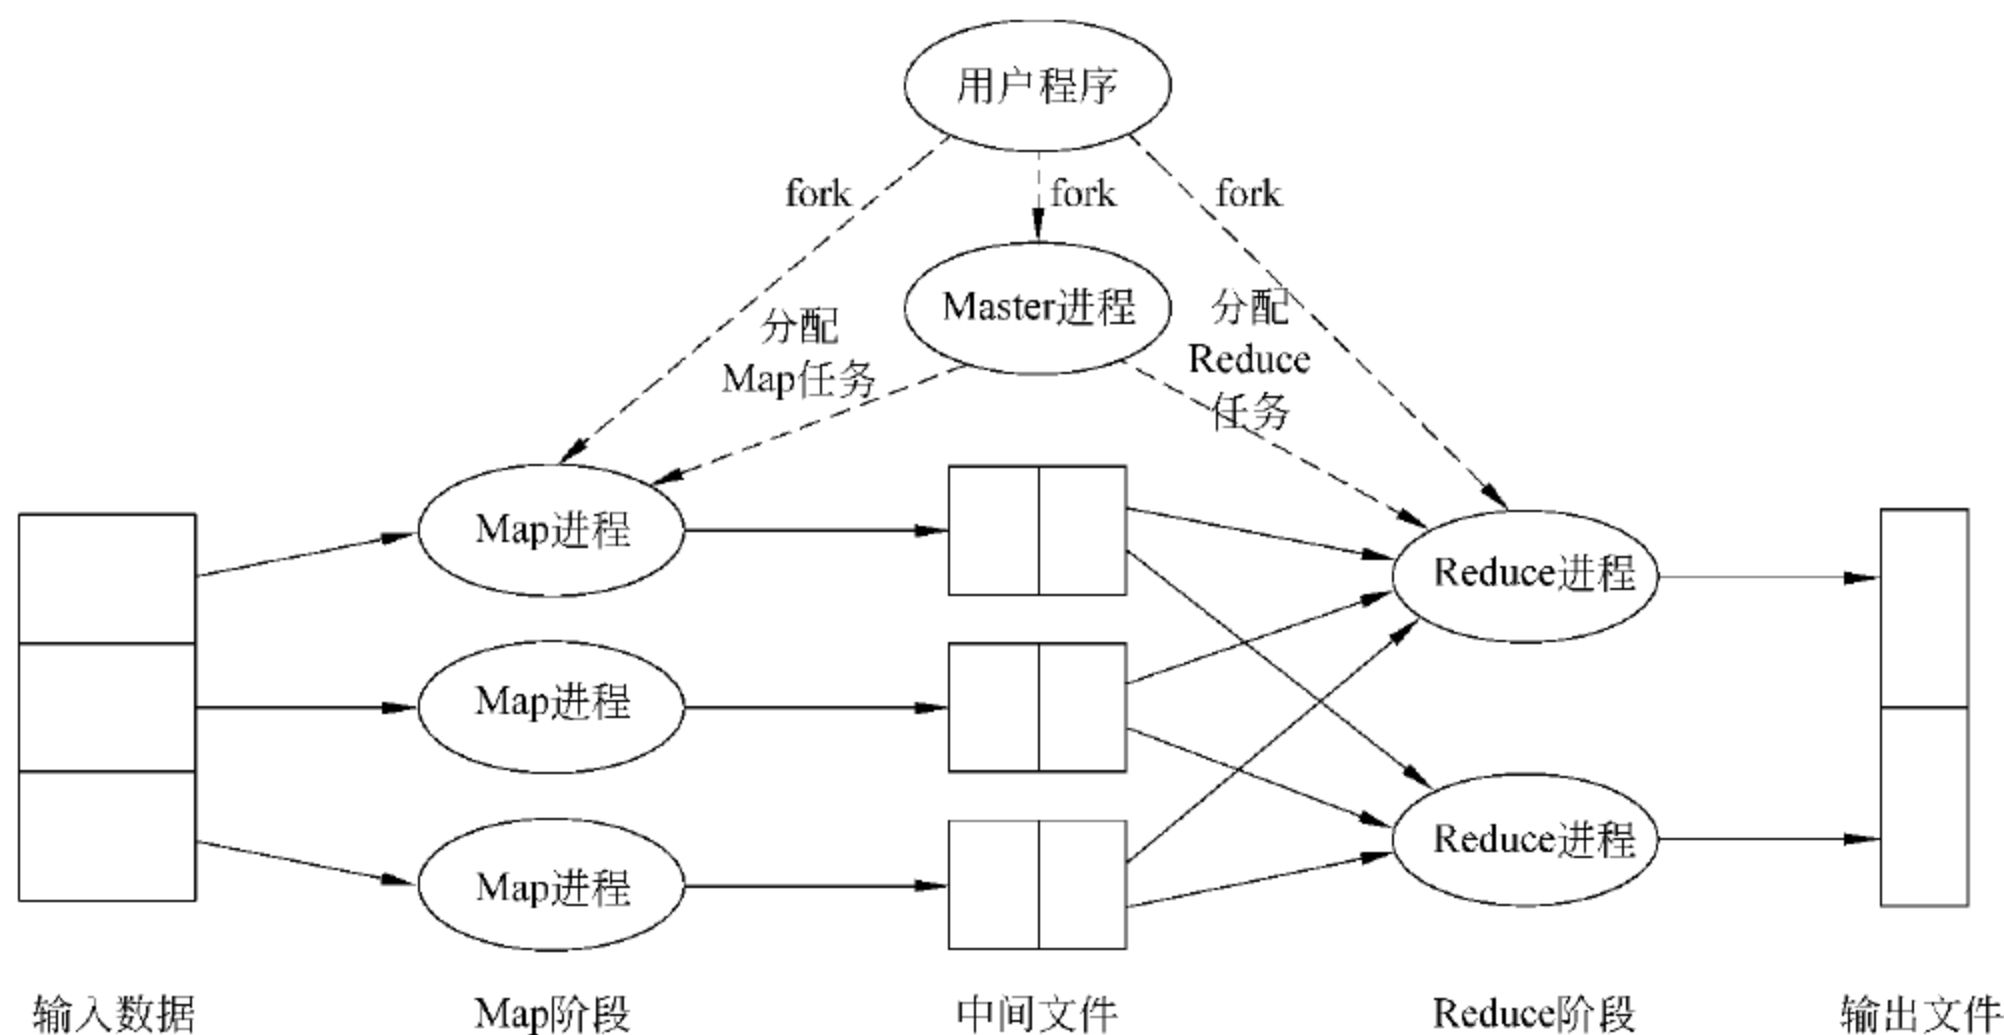 用户程序
fork
fork
fork
Master进程
分配
Map任务
分配
Reduce
任务
Map进程
Reduce进程
Map进程
Reduce进程
Map进程
输入数据
Map阶段
中间文件
Reduce阶段
输出文件